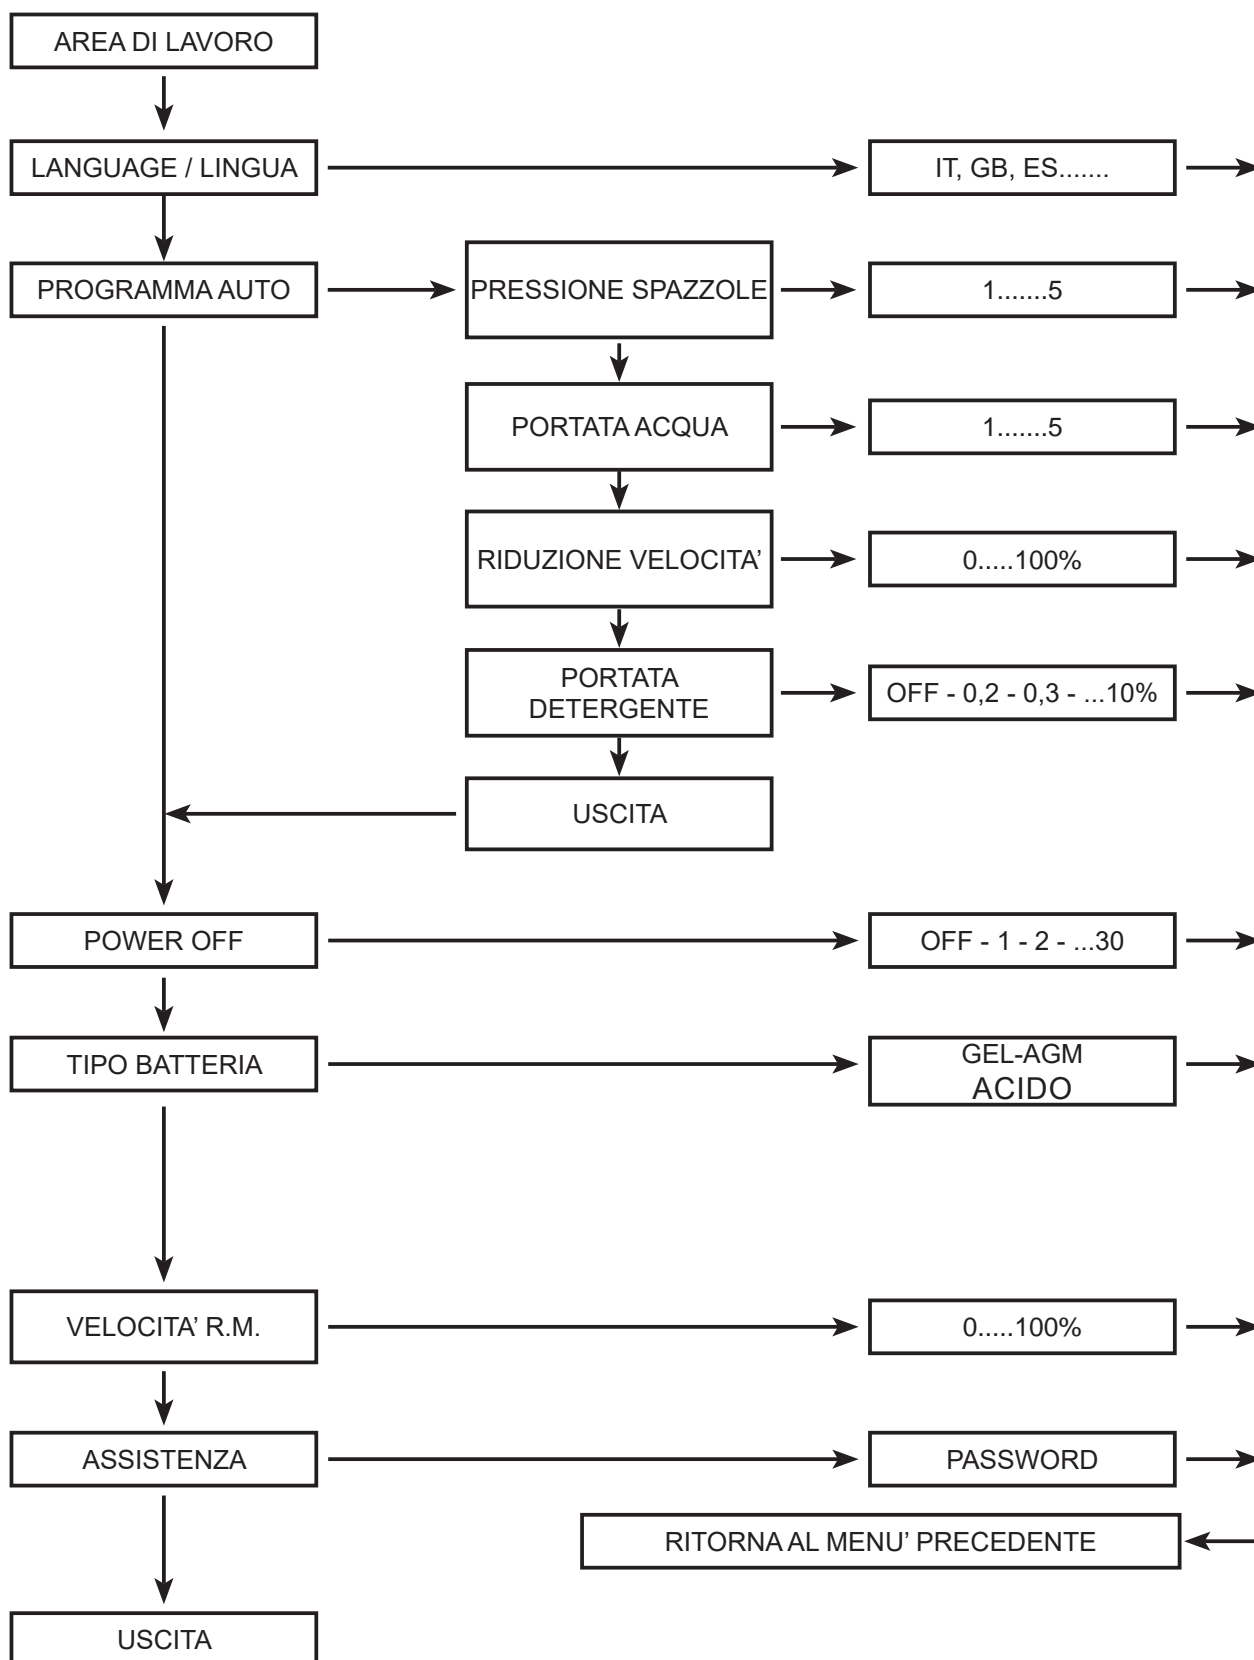 AREA DI LAVORO
LANGUAGE / LINGUA
IT, GB, ES.......
PROGRAMMA AUTO
PRESSIONE SPAZZOLE
1.......5
PORTATA ACQUA
1.......5
RIDUZIONE VELOCITA’
0.....100%
PORTATA
DETERGENTE
OFF - 0,2 - 0,3 - ...10%
USCITA
POWER OFF
OFF - 1 - 2 - ...30
TIPO BATTERIA
GEL-AGM
ACIDO
VELOCITA’ R.M.
0.....100%
ASSISTENZA
PASSWORD
RITORNA AL MENU’ PRECEDENTE
USCITA